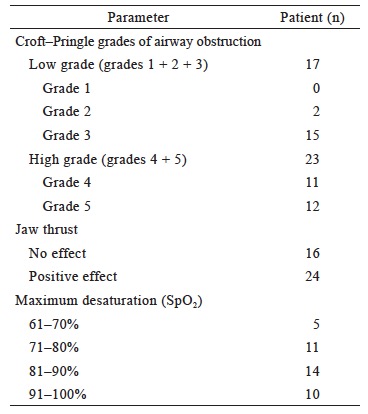 Parameter Patient (n)
Croft–Pringle grades of airway obstruction
Low grade (grades 1 + 2 + 3) 17
Grade 1 0
Grade 2 2
Grade 3 15
High grade (grades 4 + 5) 23
Grade 4 11
Grade 5 12
Jaw thrust
No effect 16
Positive effect 24
Maximum desaturation (SpO₂)
61–70% 5
71–80% 11
81–90% 14
91–100% 10